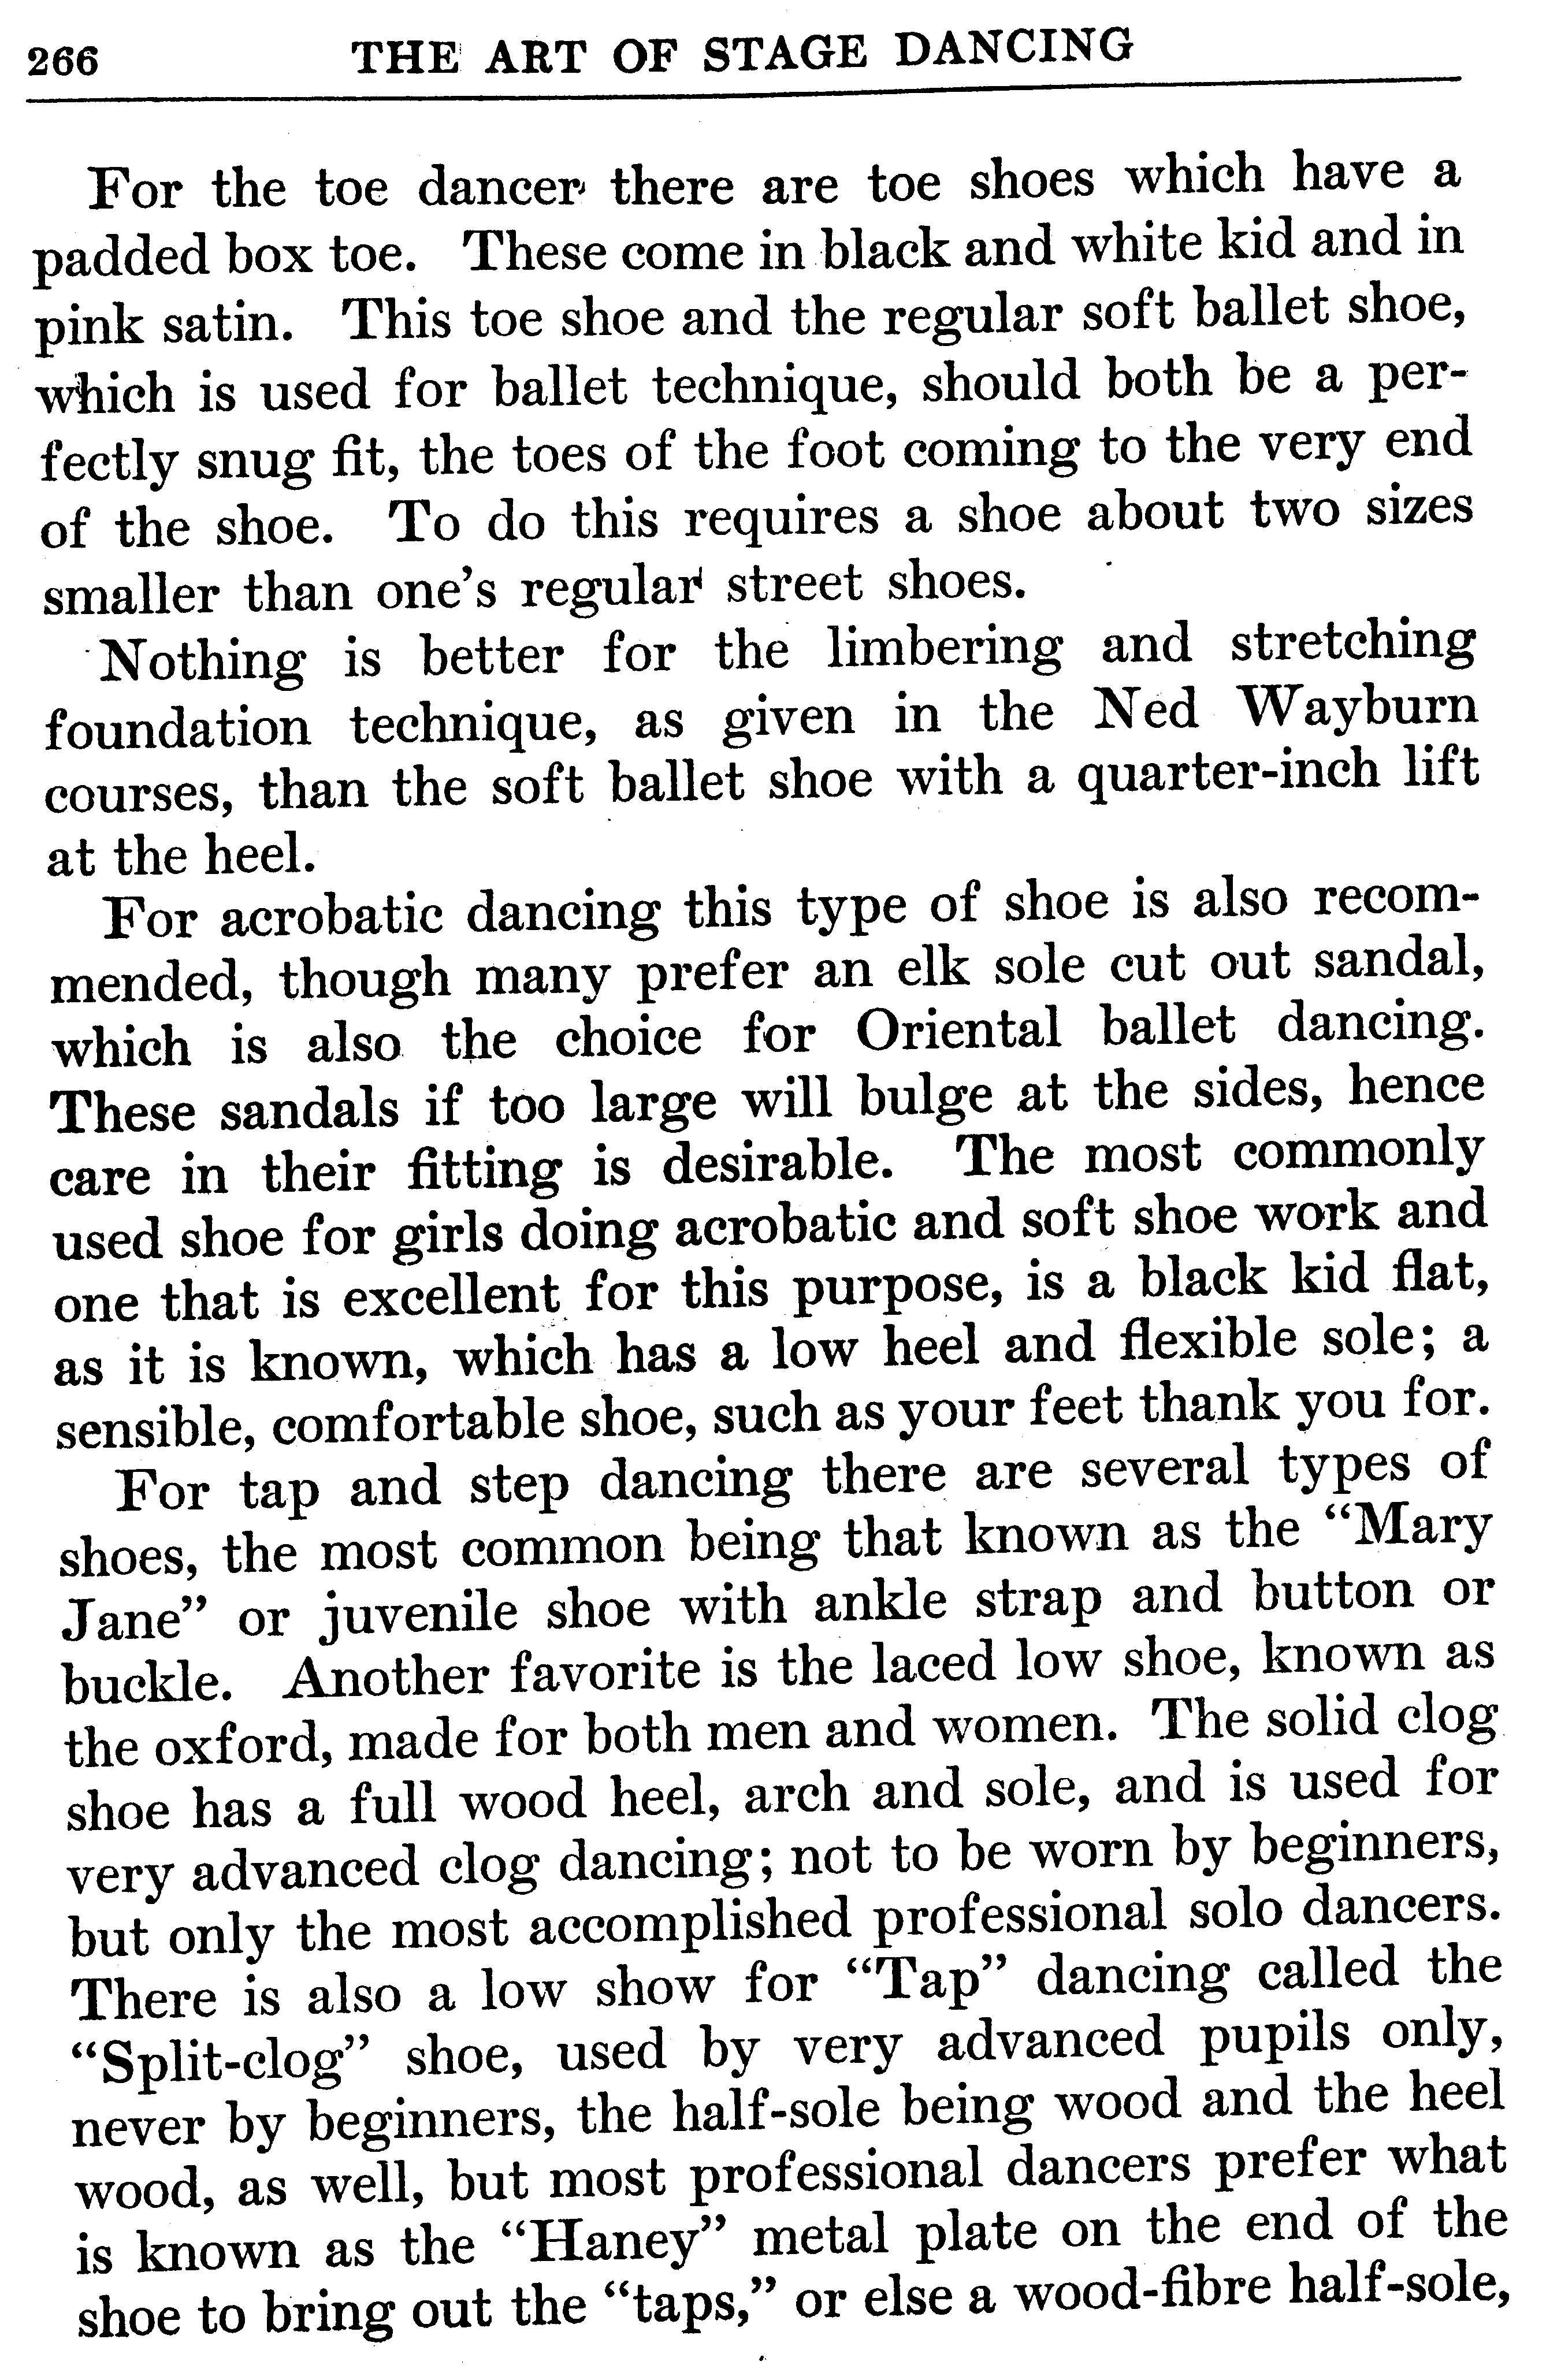 266 THE ART OF STAGE DANCING
For the toe dancer there are toe shoes which have a
padded box toe. These come in black and white kid and in
pink satin. This toe shoe and the regular soft ballet shoe,
which is used for ballet technique, should both be a per-
fectly snug fit, the toes of the foot coming to the very end
of the shoe. To do this requires a shoe about two sizes
smaller than one's regular street shoes.
Nothing is better for the limbering and stretching
foundation technique, as given in the Ned Wayburn
courses, than the soft ballet shoe with a quarter-inch lift
at the heel.
For acrobatic dancing this type of shoe is also recom-
mended, though many prefer an elk sole cut out sandal,
which is also the choice for Oriental ballet dancing.
These sandals if too large will bulge at the sides, hence
care in their fitting is desirable. The most commonly
used shoe for girls doing acrobatic and soft shoe work and
one that is excellent for this purpose, is a black kid flat,
as it is known, which has a low heel and flexible sole; a
sensible, comfortable shoe, such as your feet thank you for.
For tap and step dancing there are several types of
shoes, the most common being that known as the "Mary
Jane" or juvenile shoe with ankle strap and button or
buckle. Another favorite is the laced low shoe, known as
the oxford, made for both men and women. The solid clog
shoe has a full wood heel, arch and sole, and is used for
very advanced clog dancing; not to be worn by beginners,
but only the most accomplished professional solo dancers.
There is also a low show for "Tap" dancing called the
"Split-clog" shoe, used by very advanced pupils only,
never by beginners, the half-sole being wood and the heel
wood, as well, but most professional dancers prefer what
is known as the "Haney" metal plate on the end of the
shoe to bring out the "taps," or else a wood-fibre half-sole,